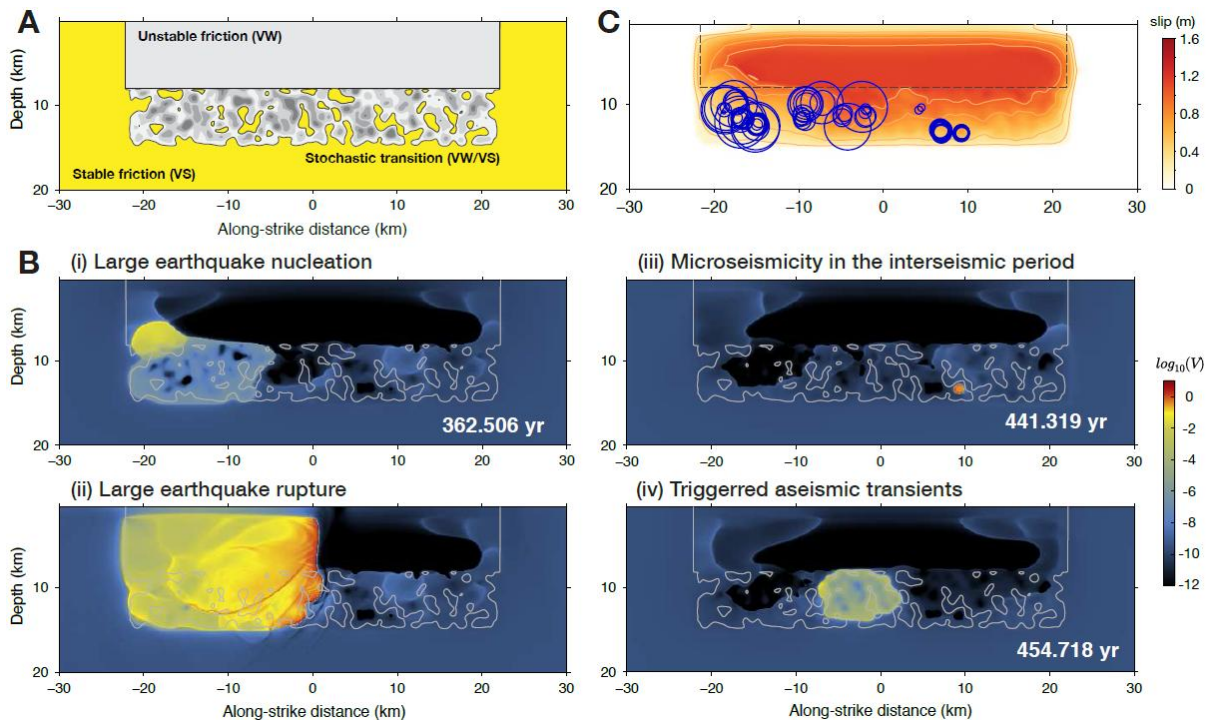 A
Unstable friction (VW)
Stochastic transition (VW/VS)
Stable friction (VS)
Depth (km)
10
20
−30 −20 −10 0 10 20 30
Along-strike distance (km)
C
slip (m)
1.6
1.2
0.8
0.4
0
Depth (km)
10
20
−30 −20 −10 0 10 20 30
Along-strike distance (km)
B
(i) Large earthquake nucleation
Depth (km)
10
20
362.506 yr
−30 −20 −10 0 10 20 30
(ii) Large earthquake rupture
Depth (km)
10
20
−30 −20 −10 0 10 20 30
Along-strike distance (km)
(iii) Microseismicity in the interseismic period
10
20
441.319 yr
−30 −20 −10 0 10 20 30
(iv) Triggerred aseismic transients
10
20
454.718 yr
−30 −20 −10 0 10 20 30
Along-strike distance (km)
log10(V)
0
-2
-4
-6
-8
-10
-12